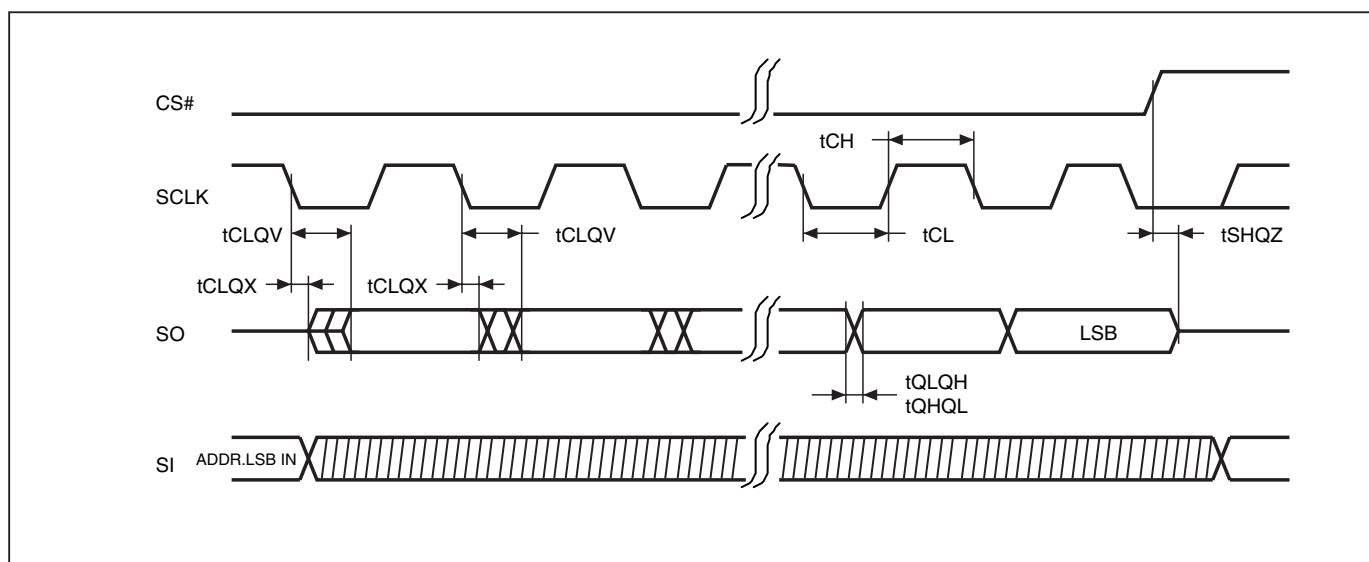 CS#
tCH
SCLK
tCLQV
tCLQV
tCL
tSHQZ
tCLQX
tCLQX
SO
LSB
tQLQH
tQHQL
SI
ADDR.LSB IN